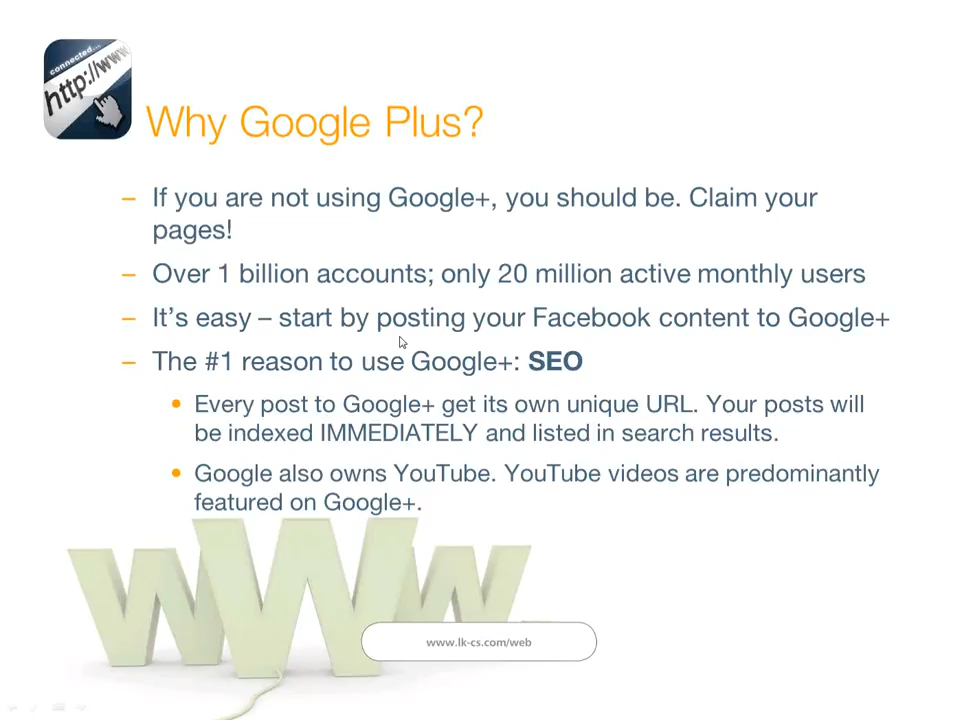 connected...
http://www
Why Google Plus?
– If you are not using Google+, you should be. Claim your
pages!
– Over 1 billion accounts; only 20 million active monthly users
– It's easy – start by posting your Facebook content to Google+
– The #1 reason to use Google+: SEO
• Every post to Google+ get its own unique URL. Your posts will
be indexed IMMEDIATELY and listed in search results.
• Google also owns YouTube. YouTube videos are predominantly
featured on Google+.
www
www.lk-cs.com/web